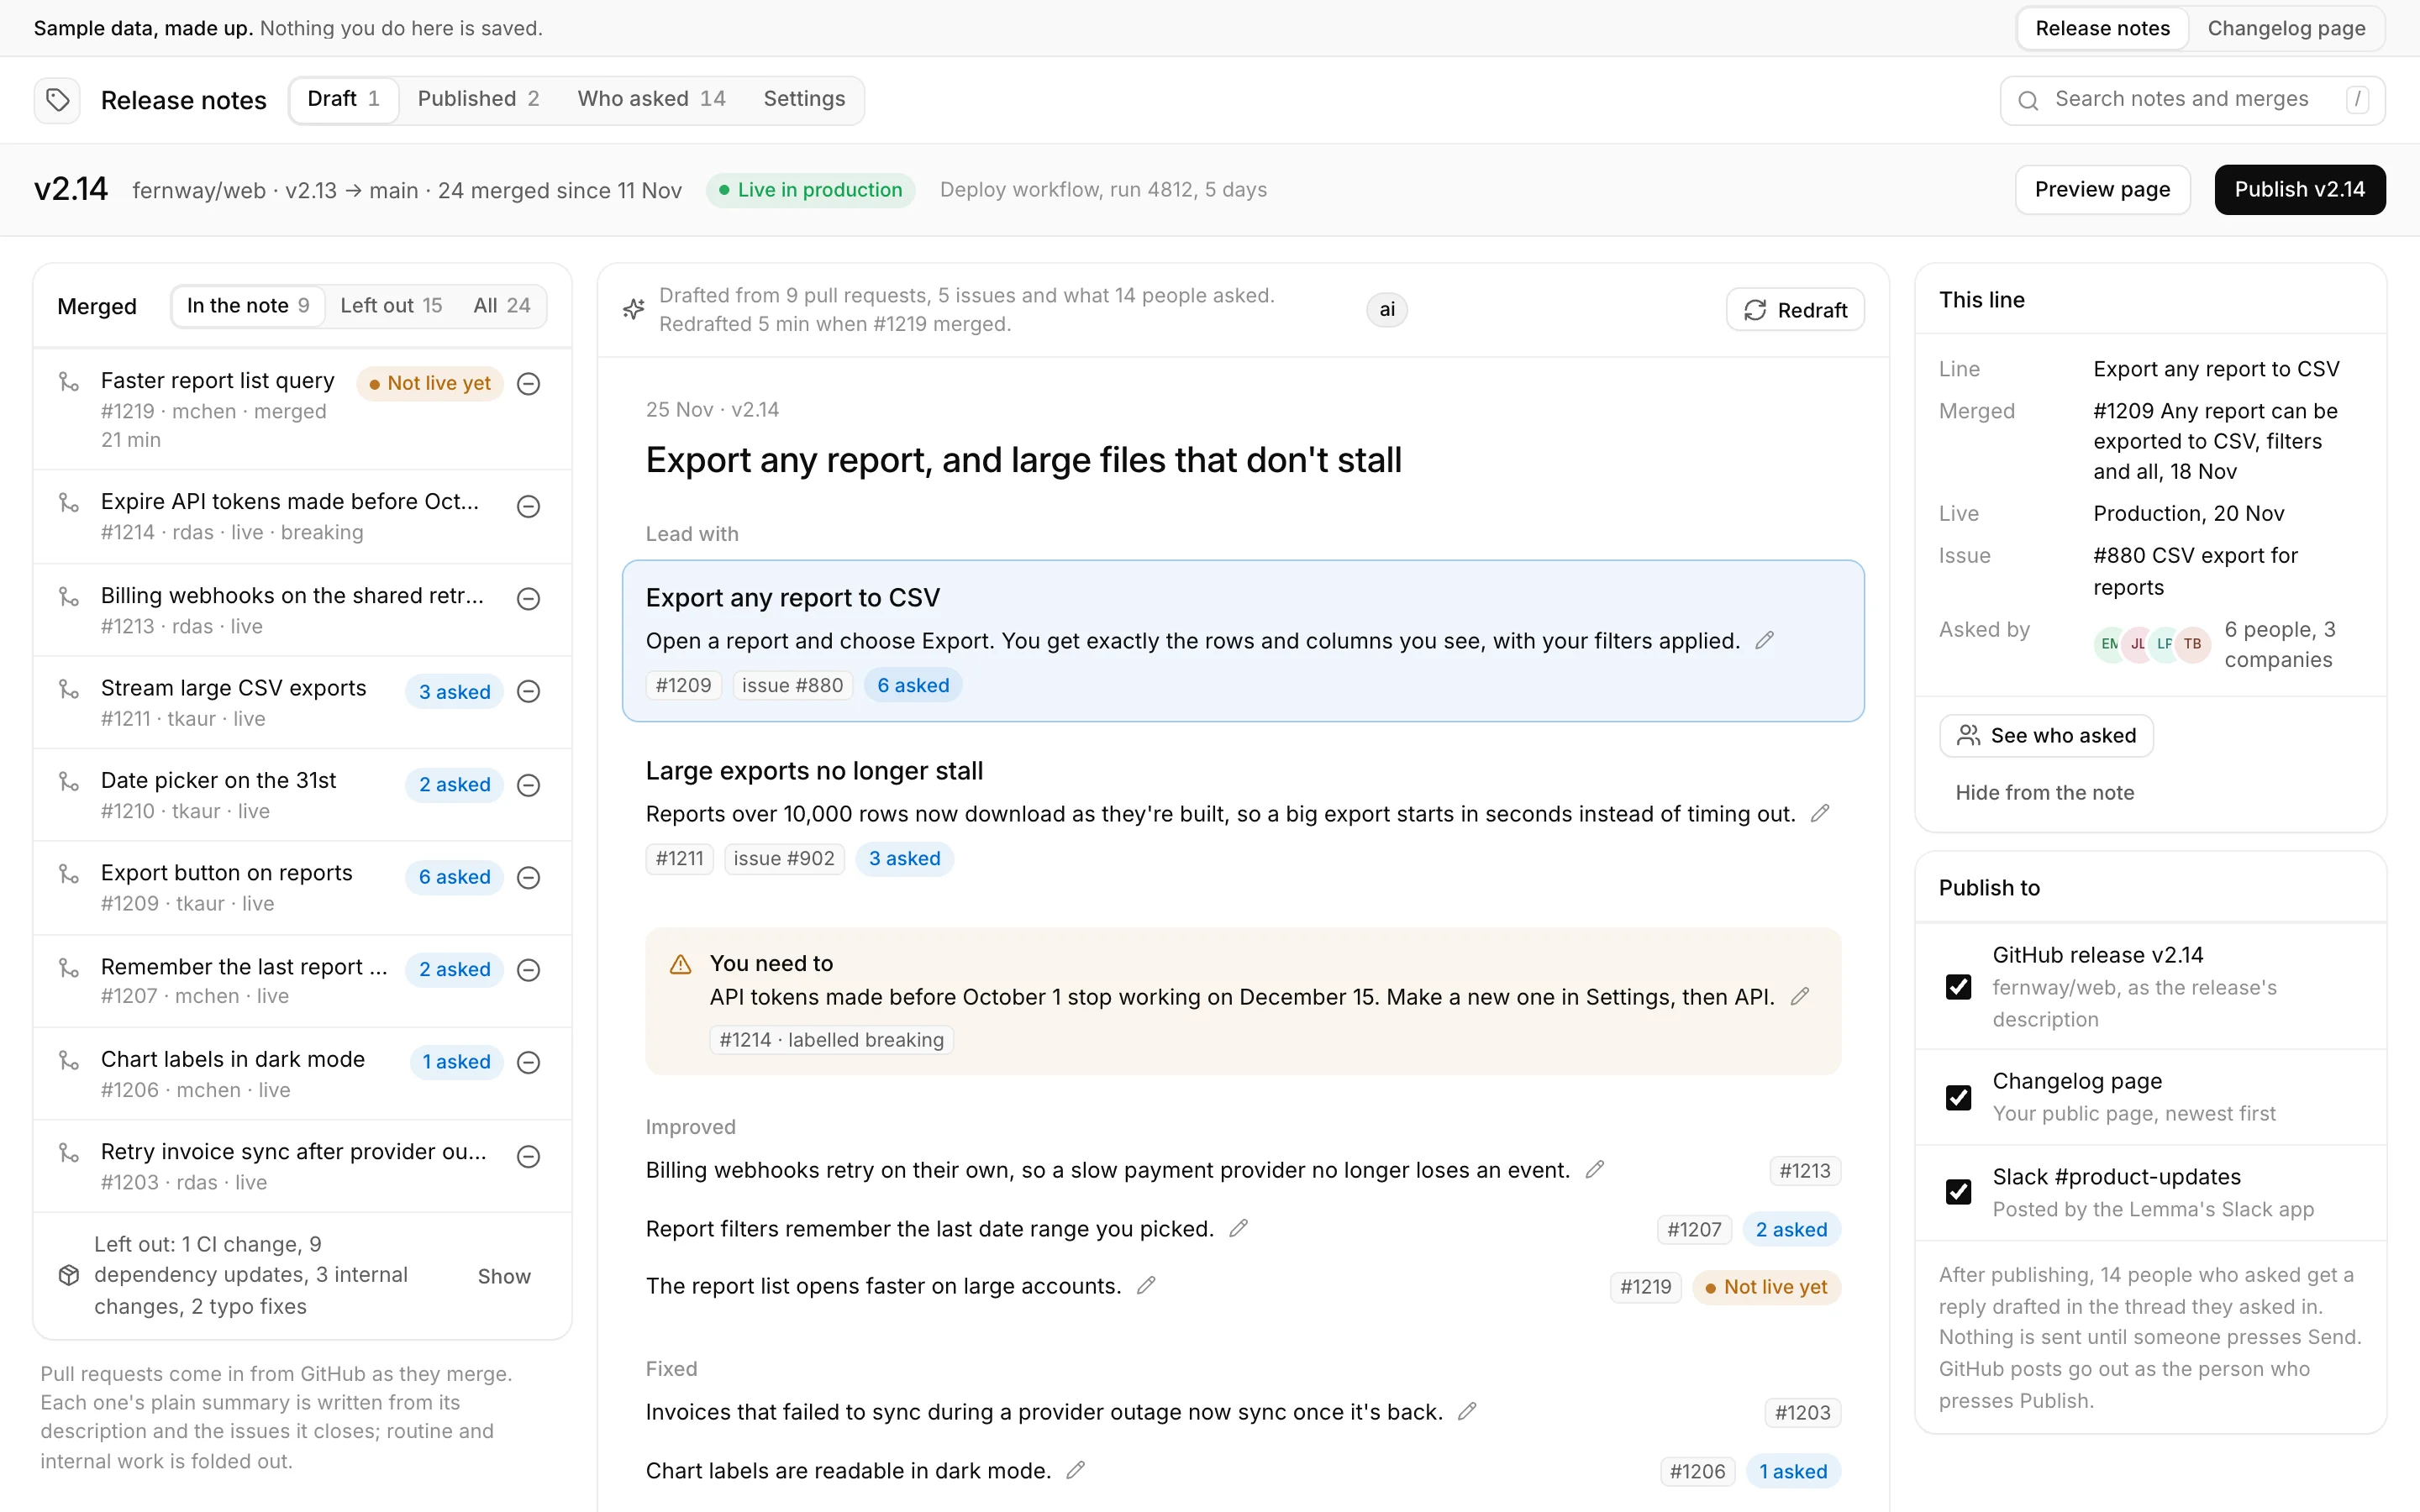 Sample data, made up. Nothing you do here is saved.
Release notes
Changelog page
Release notes
Draft 1
Published 2
Who asked 14
Settings
Search notes and merges
/
v2.14
fernway/web · v2.13 → main · 24 merged since 11 Nov
Live in production
Deploy workflow, run 4812, 5 days
Preview page
Publish v2.14
Merged
In the note 9
Left out 15
All 24
Faster report list query
Not live yet
#1219 · mchen · merged
21 min
Expire API tokens made before Oct...
#1214 · rdas · live · breaking
Billing webhooks on the shared retr...
#1213 · rdas · live
Stream large CSV exports
3 asked
#1211 · tkaur · live
Date picker on the 31st
2 asked
#1210 · tkaur · live
Export button on reports
6 asked
#1209 · tkaur · live
Remember the last report ...
2 asked
#1207 · mchen · live
Chart labels in dark mode
1 asked
#1206 · mchen · live
Retry invoice sync after provider ou...
#1203 · rdas · live
Left out: 1 CI change, 9
dependency updates, 3 internal
changes, 2 typo fixes
Show
Pull requests come in from GitHub as they merge.
Each one's plain summary is written from its
description and the issues it closes; routine and
internal work is folded out.
Drafted from 9 pull requests, 5 issues and what 14 people asked.
Redrafted 5 min when #1219 merged.
ai
Redraft
25 Nov · v2.14
Export any report, and large files that don't stall
Lead with
Export any report to CSV
Open a report and choose Export. You get exactly the rows and columns you see, with your filters applied.
#1209
issue #880
6 asked
Large exports no longer stall
Reports over 10,000 rows now download as they're built, so a big export starts in seconds instead of timing out.
#1211
issue #902
3 asked
You need to
API tokens made before October 1 stop working on December 15. Make a new one in Settings, then API.
#1214 · labelled breaking
Improved
Billing webhooks retry on their own, so a slow payment provider no longer loses an event.
#1213
Report filters remember the last date range you picked.
#1207
2 asked
The report list opens faster on large accounts.
#1219
Not live yet
Fixed
Invoices that failed to sync during a provider outage now sync once it's back.
#1203
Chart labels are readable in dark mode.
#1206
1 asked
This line
Line
Export any report to CSV
Merged
#1209 Any report can be
exported to CSV, filters
and all, 18 Nov
Live
Production, 20 Nov
Issue
#880 CSV export for
reports
Asked by
TB
6 people, 3
companies
See who asked
Hide from the note
Publish to
GitHub release v2.14
fernway/web, as the release's
description
Changelog page
Your public page, newest first
Slack #product-updates
Posted by the Lemma's Slack app
After publishing, 14 people who asked get a
reply drafted in the thread they asked in.
Nothing is sent until someone presses Send.
GitHub posts go out as the person who
presses Publish.